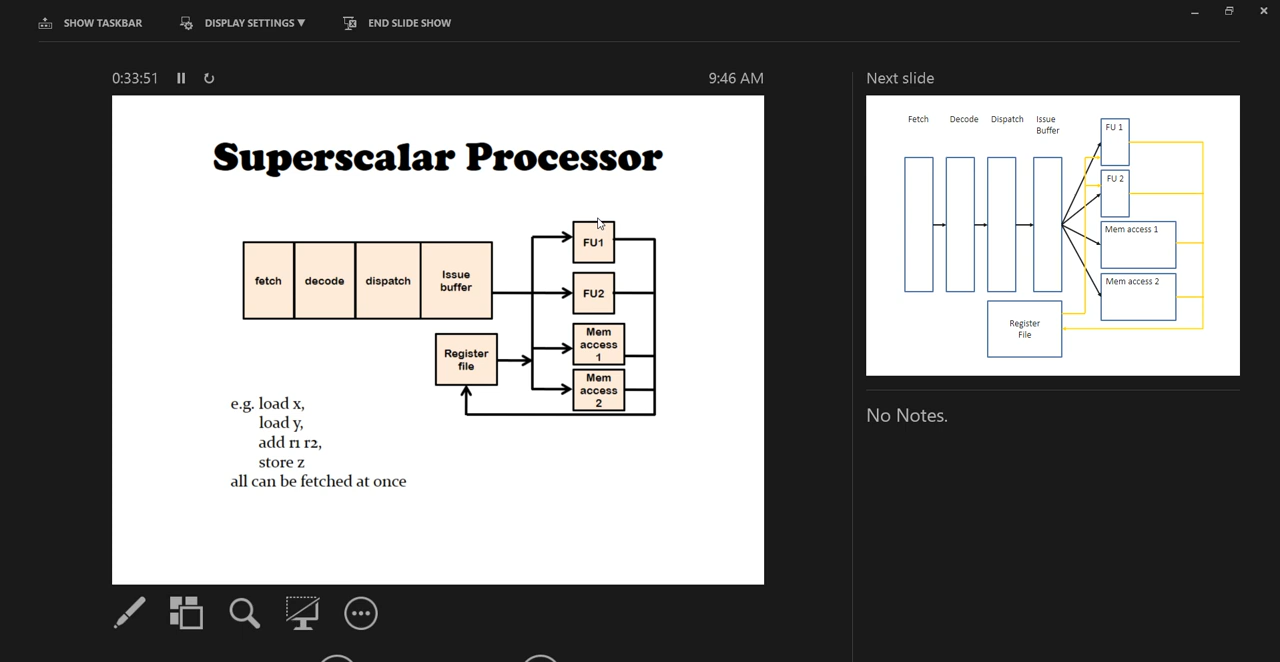 SHOW TASKBAR
DISPLAY SETTINGS ▼
END SLIDE SHOW
0:33:51
9:46 AM
Superscalar Processor
fetch
decode
dispatch
Issue
buffer
FU1
FU2
Mem
access
1
Mem
access
2
Register
file
e.g. load x,
load y,
add r1 r2,
store z
all can be fetched at once
Next slide
Fetch
Decode
Dispatch
Issue
Buffer
FU 1
FU 2
Mem access 1
Mem access 2
Register
File
No Notes.